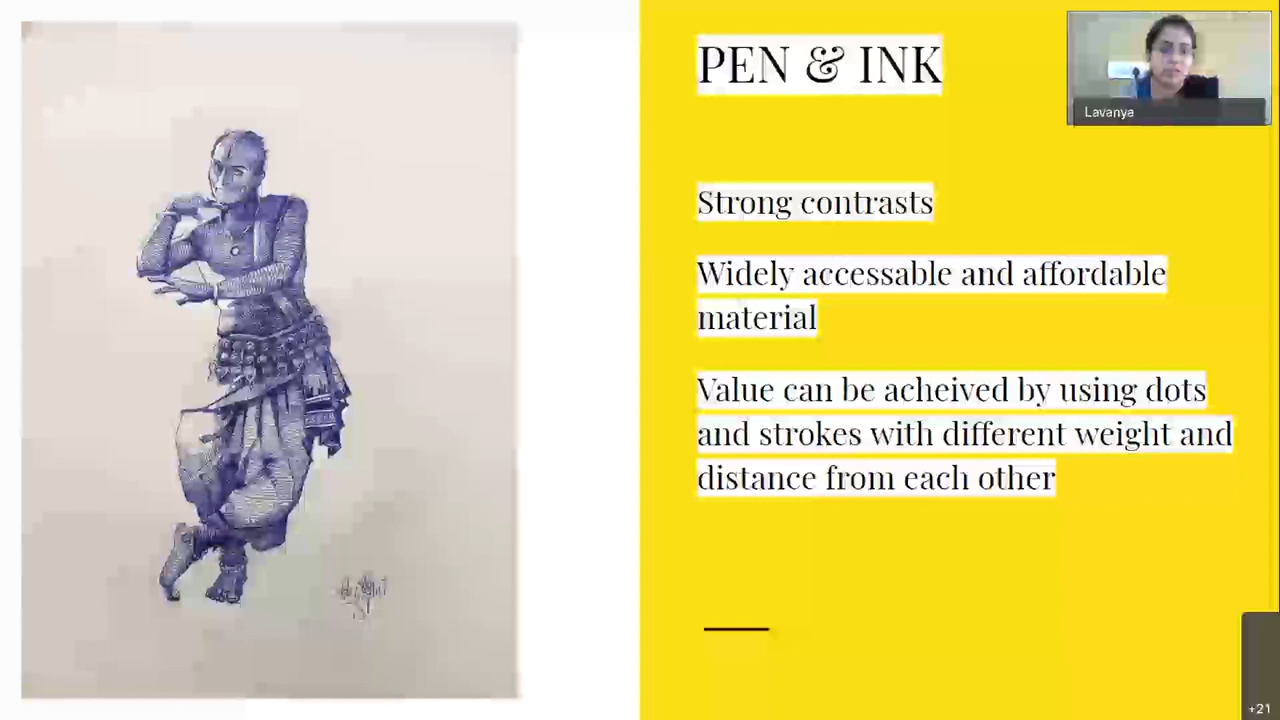 PEN & INK
Lavanya
Strong contrasts
Widely accessable and affordable
material
Value can be acheived by using dots
and strokes with different weight and
distance from each other
+21